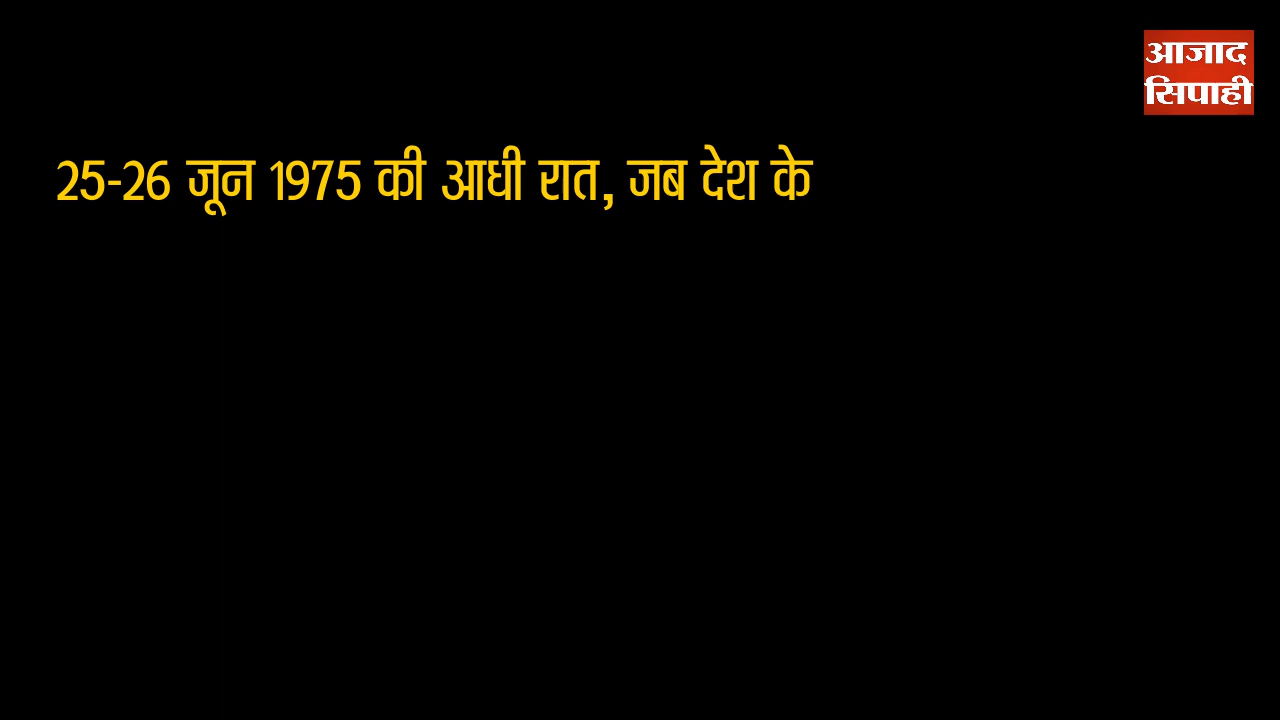 आजाद
सिपाही
25-26 जून 1975 की आधी रात, जब देश के